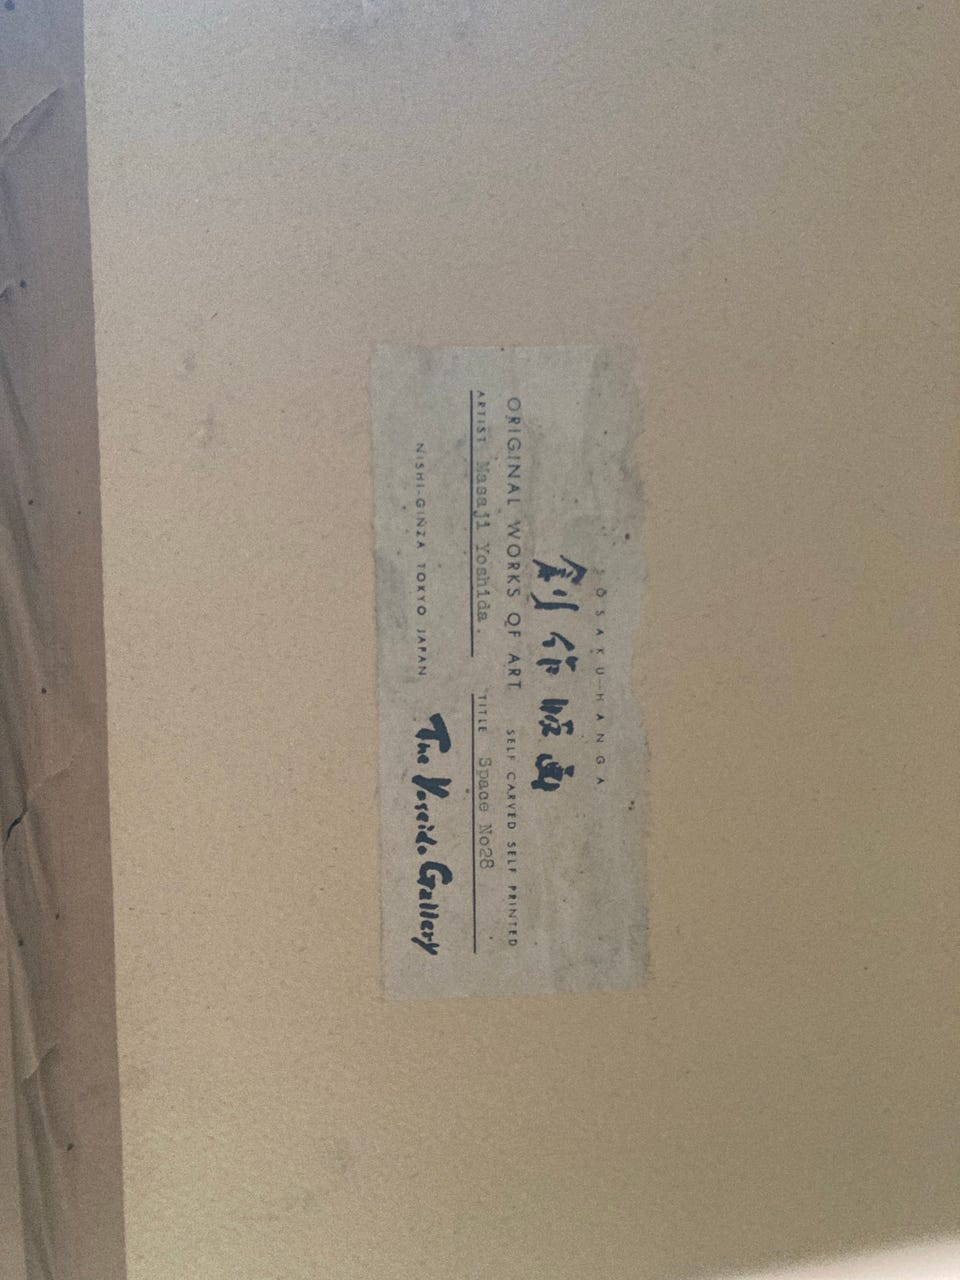 SŌSAKU-HANGA
創作版画
ORIGINAL WORKS OF ART SELF CARVED SELF PRINTED
ARTIST Masaji Yoshida. TITLE Space No28
NISHI-GINZA TOKYO JAPAN The Yoseido Gallery